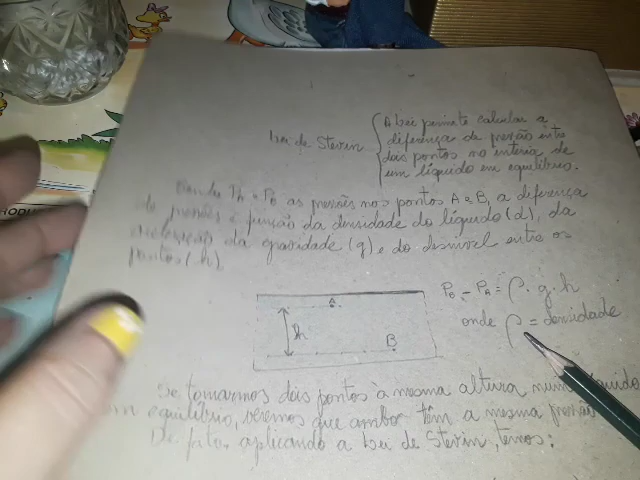 Lei de Stevin { A Lei permite calcular a
diferença da pressão entre
dois pontos no interia de
um líquido em equilíbrio.
Sendo Ph e Pb as pressões nos pontos A e B, a diferença
de pressões é função da densidade do líquido (d), da
aceleração da gravidade (g) e do desnível entre os
pontos (h)
A
h
B
PB - PA = ρ . g . h
onde ρ = densidade
Se tomarmos dois pontos à mesma altura num líquido
em equilíbrio, veremos que ambos têm a mesma pressão
De fato, aplicando a Lei de Stevin, temos: